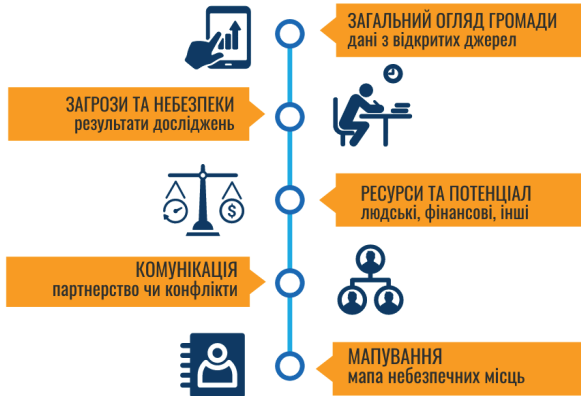 ЗАГАЛЬНИЙ ОГЛЯД ГРОМАДИ
дані з відкритих джерел
ЗАГРОЗИ ТА НЕБЕЗПЕКИ
результати досліджень
$
РЕСУРСИ ТА ПОТЕНЦІАЛ
людські, фінансові, інші
КОМУНІКАЦІЯ
партнерство чи конфлікти
МАПУВАННЯ
мапа небезпечних місць